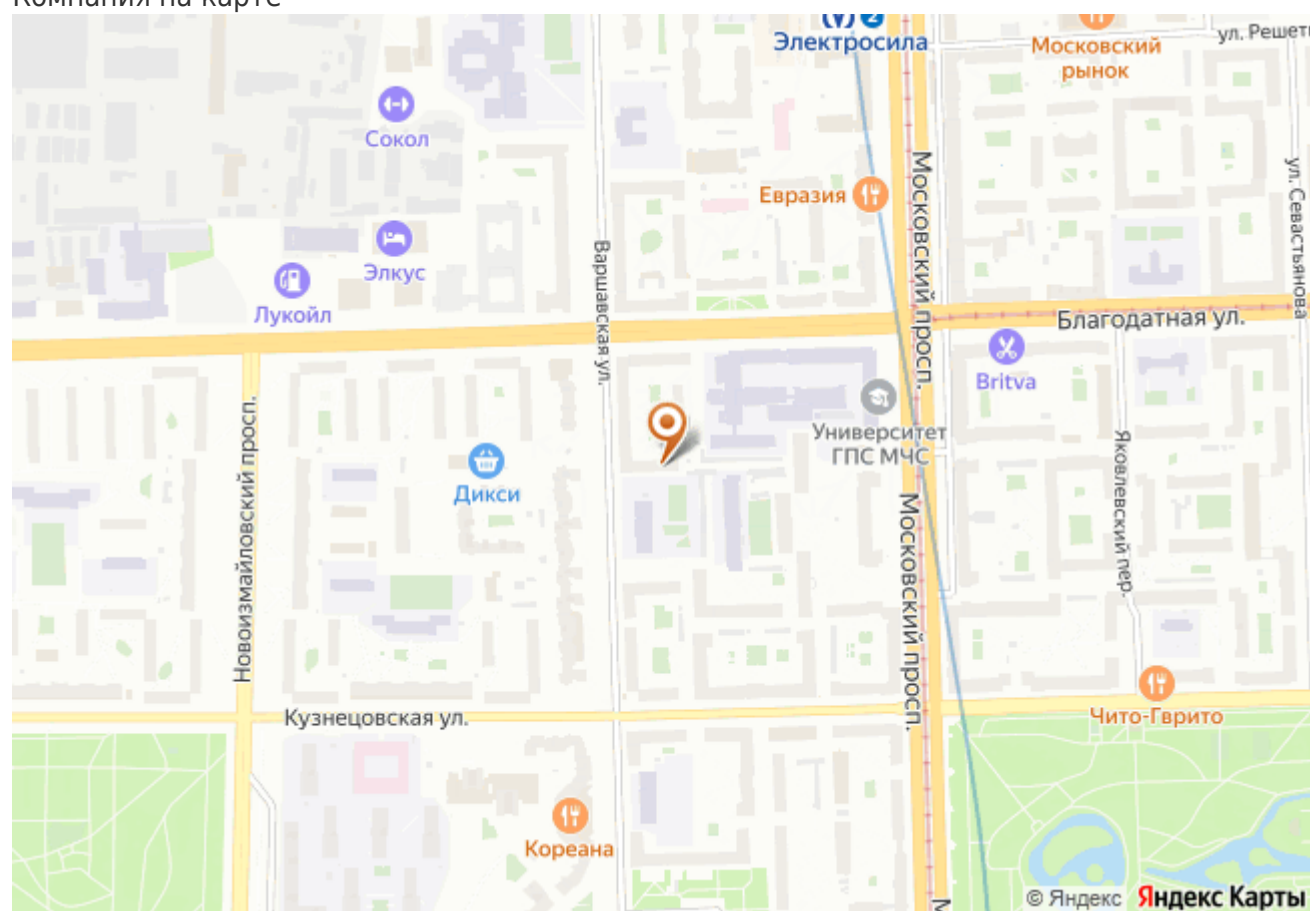 Компания на карте
Электросила
2
Московский
рынок
ул. Решетн
Сокол
Евразия
Московский просп.
ул. Севастьянова
Элкус
Лукойл
Варшавская ул.
Благодатная ул.
Britva
Университет
ГПС МЧС
Новоизмайловский просп.
Дикси
Яковлевский пер.
Московский просп.
Кузнецовская ул.
Чито-Гврито
Кореана
М
© Яндекс Яндекс Карты